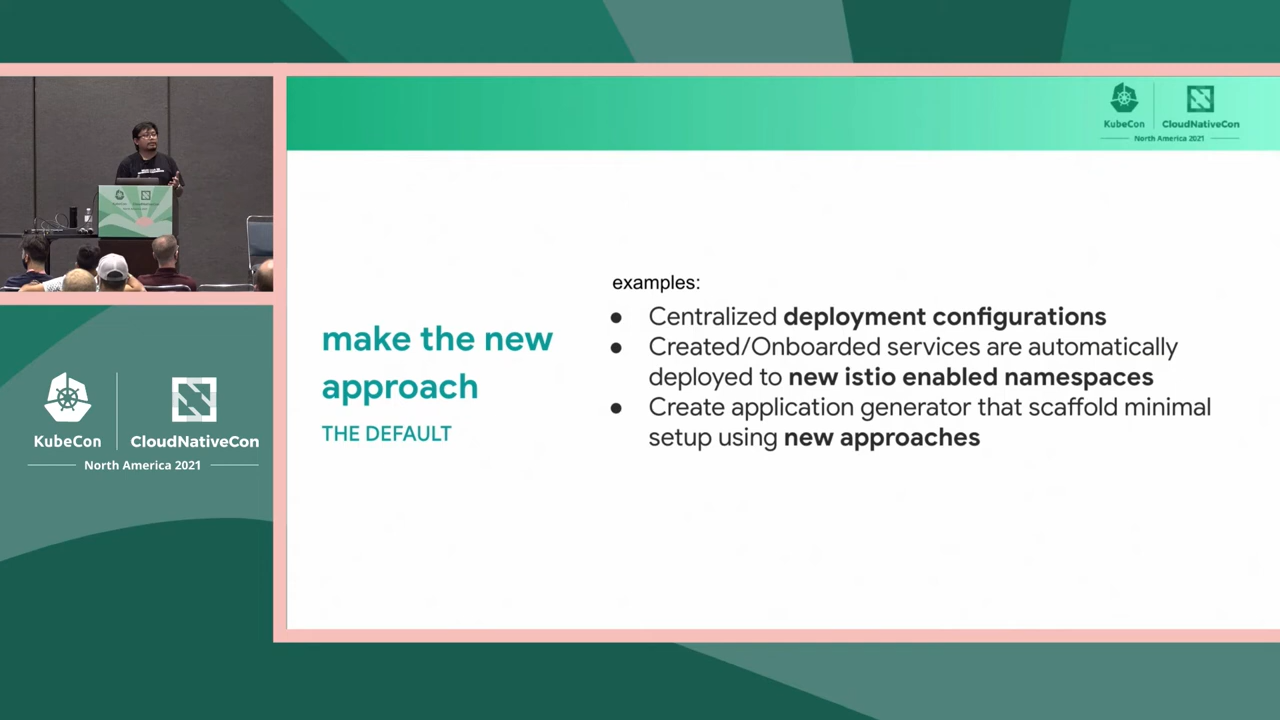 KubeCon
CloudNativeCon
North America 2021
make the new
approach
THE DEFAULT
examples:
● Centralized deployment configurations
● Created/Onboarded services are automatically
deployed to new istio enabled namespaces
● Create application generator that scaffold minimal
setup using new approaches
KubeCon
CloudNativeCon
North America 2021